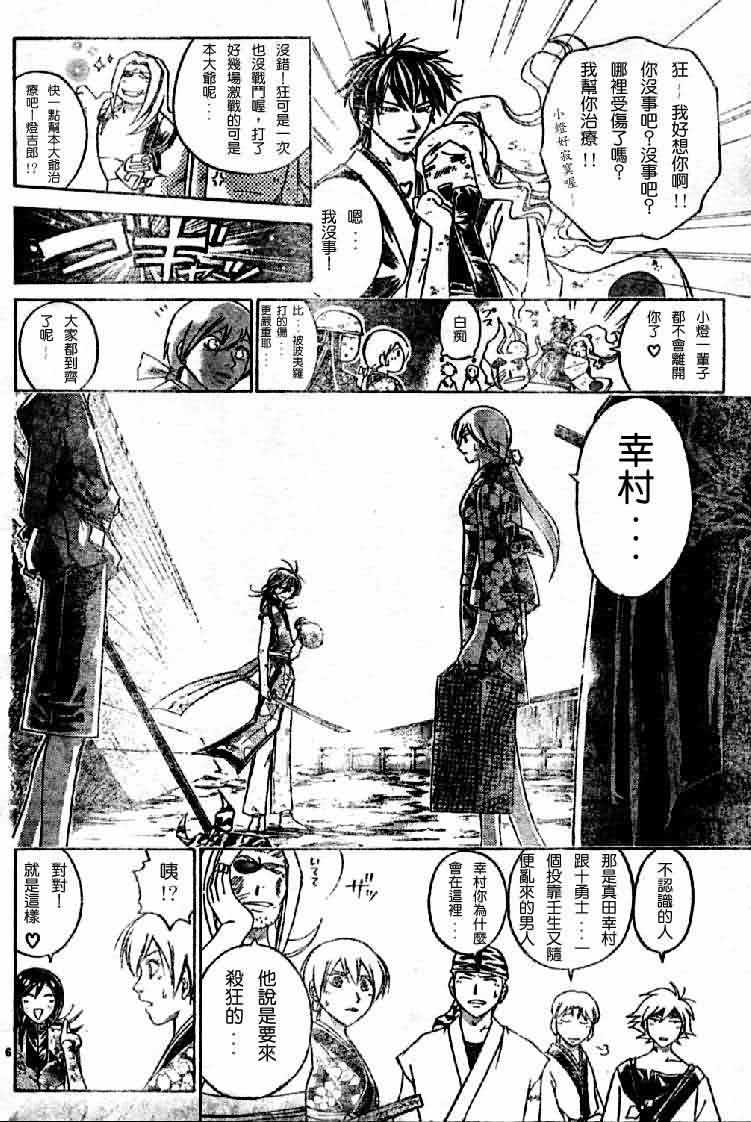 狂～我好想你啊!!
你沒事吧?沒事吧?
哪裡受傷了嗎?
我幫你治療!!
小燈好寂寞喔～
嗯…
我沒事!
沒錯!狂可是一次
也沒戰鬥喔,打了
好幾場激戰的可是
本大爺呢…
快一點幫本大爺治
療吧ー燈吉郎!?
小燈一輩子
都不會離開
你了♡
白痴
比…被波夷羅
打的傷…
更嚴重耶…
大家都到齊
了呢～
幸村…
不認識的人
那是真田幸村
跟十勇士…一
個投靠壬生又隨
便亂來的男人
幸村你為什麼
會在這裡…
他說是要來
殺狂的…
咦!?
對對!
就是這樣
♡
6